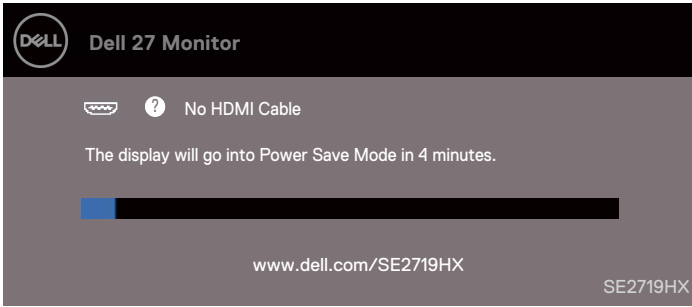 DELL
Dell 27 Monitor
? No HDMI Cable
The display will go into Power Save Mode in 4 minutes.
www.dell.com/SE2719HX
SE2719HX